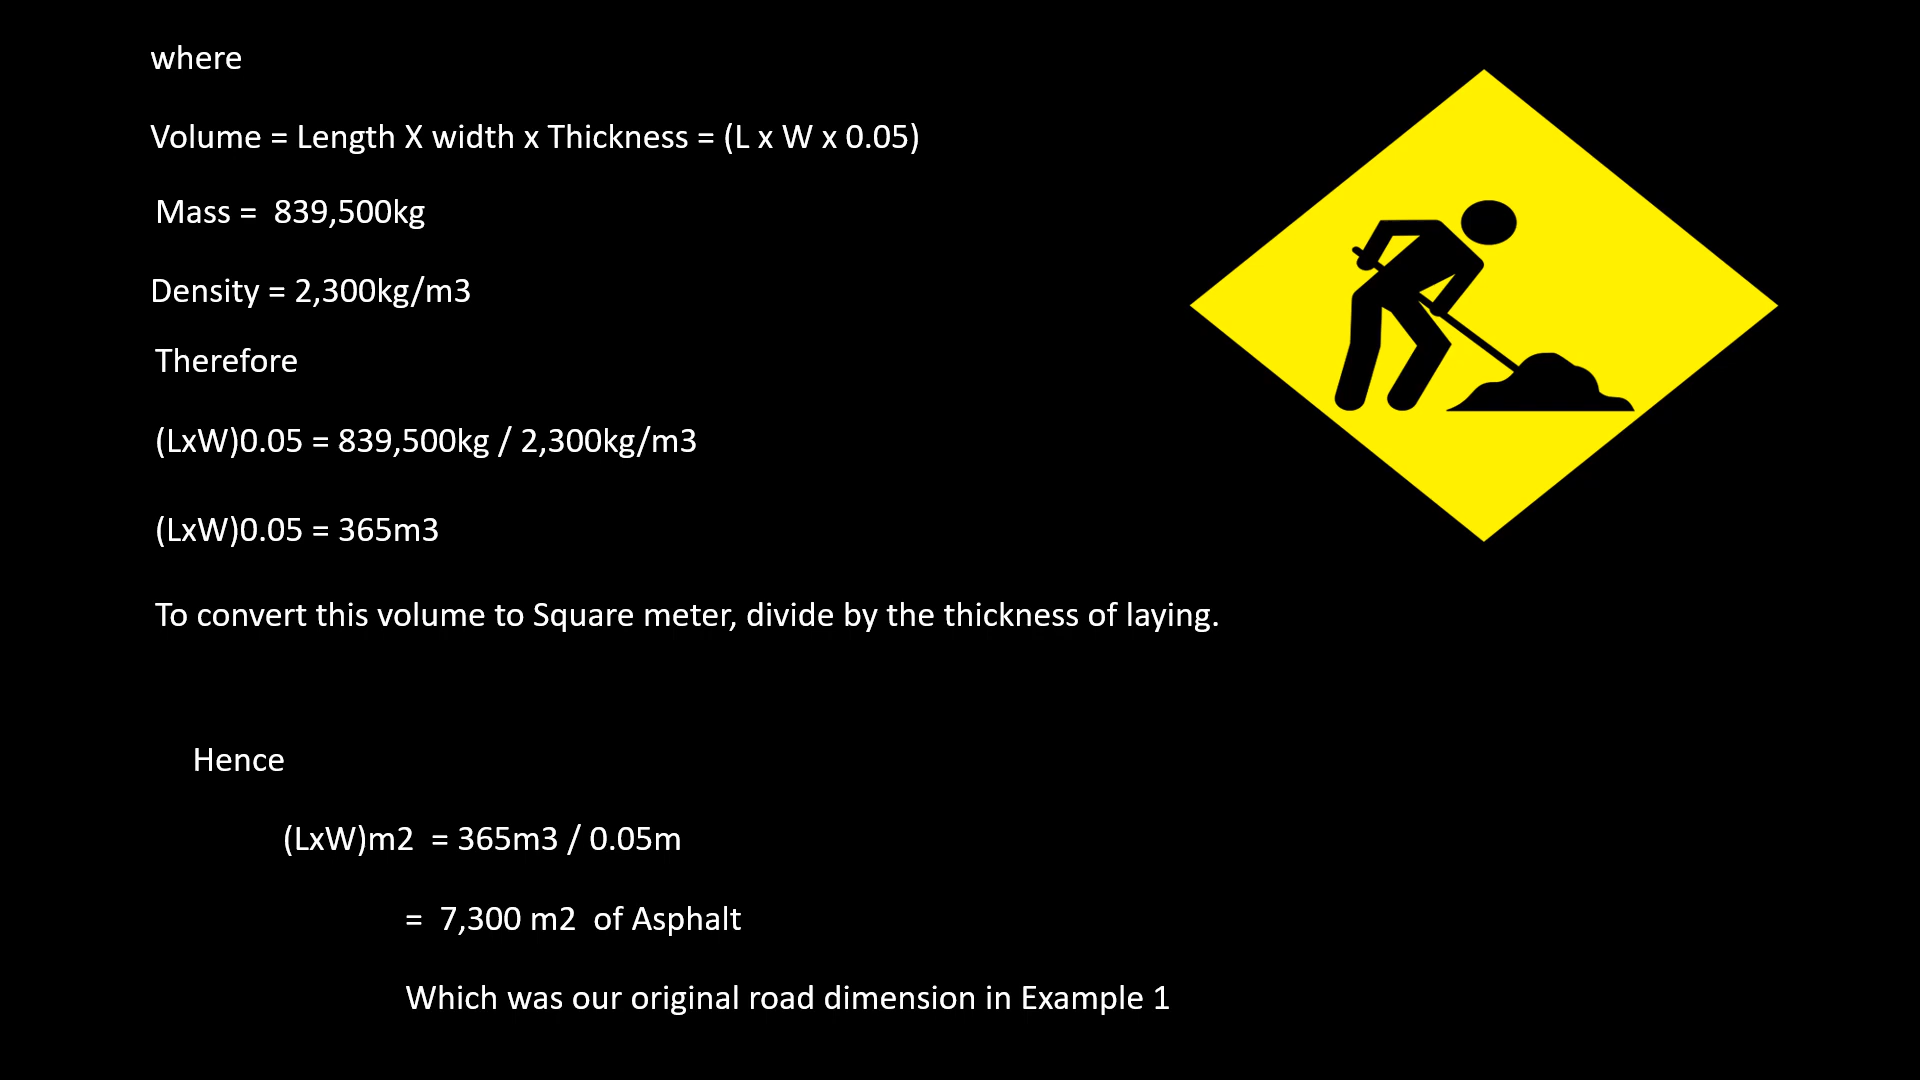 where
Volume = Length X width x Thickness = (L x W x 0.05)
Mass = 839,500kg
Density = 2,300kg/m3
Therefore
(LxW)0.05 = 839,500kg / 2,300kg/m3
(LxW)0.05 = 365m3
To convert this volume to Square meter, divide by the thickness of laying.
Hence
(LxW)m2 = 365m3 / 0.05m
= 7,300 m2 of Asphalt
Which was our original road dimension in Example 1